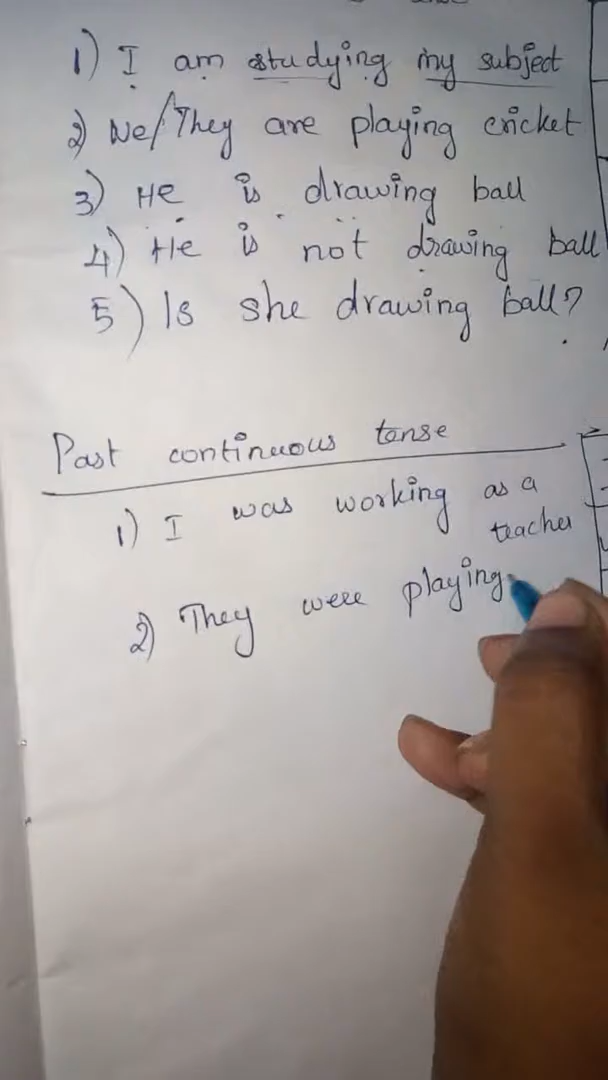 1) I am studying my subject
2) We/They are playing cricket
3) He is drawing ball
4) He is not drawing ball
5) Is she drawing ball?
Past continuous tense
1) I was working as a
teacher
2) They were playing